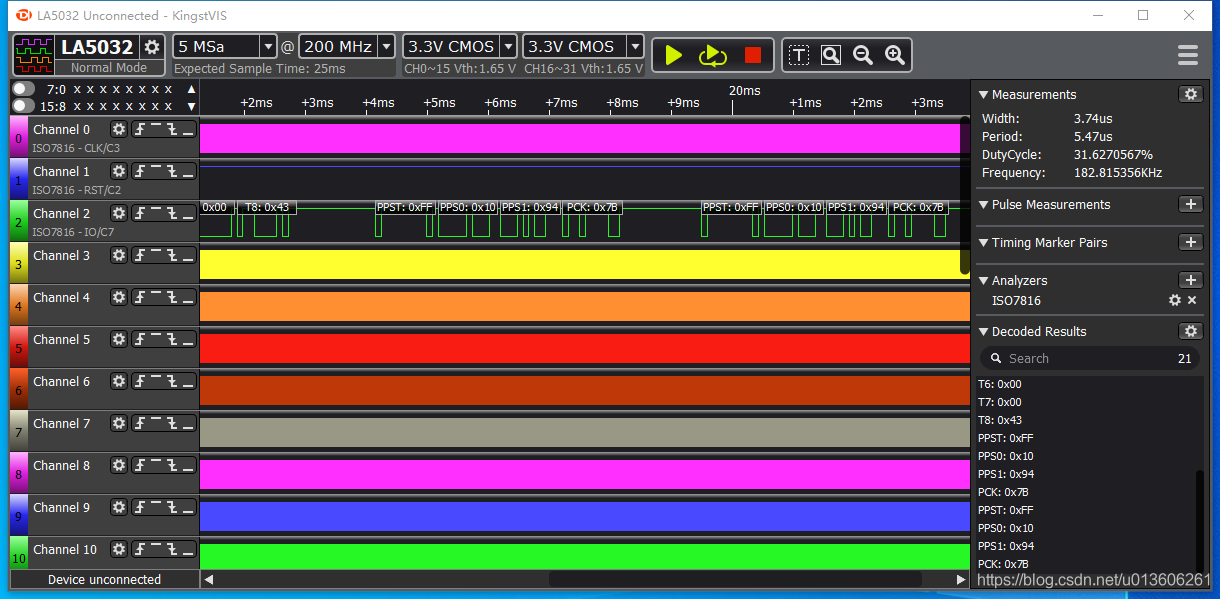 LA5032 Unconnected - KingstVIS
LA5032
Normal Mode
5 MSa @ 200 MHz
Expected Sample Time: 25ms
3.3V CMOS 3.3V CMOS
CH0~15 Vth:1.65 V CH16~31 Vth:1.65 V
7:0 X X X X X X X X
15:8 X X X X X X X X
20ms
+2ms +3ms +4ms +5ms +6ms +7ms +8ms +9ms +1ms +2ms +3ms
0 Channel 0
ISO7816 - CLK/C3
1 Channel 1
ISO7816 - RST/C2
2 Channel 2
ISO7816 - IO/C7
0x00 T8: 0x43 PPST: 0xFF PPS0: 0x10 PPS1: 0x94 PCK: 0x7B PPST: 0xFF PPS0: 0x10 PPS1: 0x94 PCK: 0x7B
3 Channel 3
4 Channel 4
5 Channel 5
6 Channel 6
7 Channel 7
8 Channel 8
9 Channel 9
10 Channel 10
Device unconnected
Measurements
Width: 3.74us
Period: 5.47us
DutyCycle: 31.6270567%
Frequency: 182.815356KHz
Pulse Measurements
Timing Marker Pairs
Analyzers
ISO7816
Decoded Results
Search 21
T6: 0x00
T7: 0x00
T8: 0x43
PPST: 0xFF
PPS0: 0x10
PPS1: 0x94
PCK: 0x7B
PPST: 0xFF
PPS0: 0x10
PPS1: 0x94
PCK: 0x7B
https://blog.csdn.net/u013606261